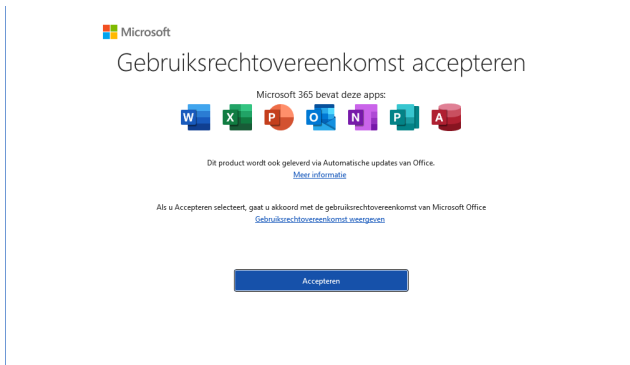 Microsoft
Gebruiksrechtovereenkomst accepteren
Microsoft 365 bevat deze apps:
W X P O N P A
Dit product wordt ook geleverd via Automatische updates van Office.
Meer informatie
Als u Accepteren selecteert, gaat u akkoord met de gebruiksrechtovereenkomst van Microsoft Office
Gebruiksrechtovereenkomst weergeven
Accepteren